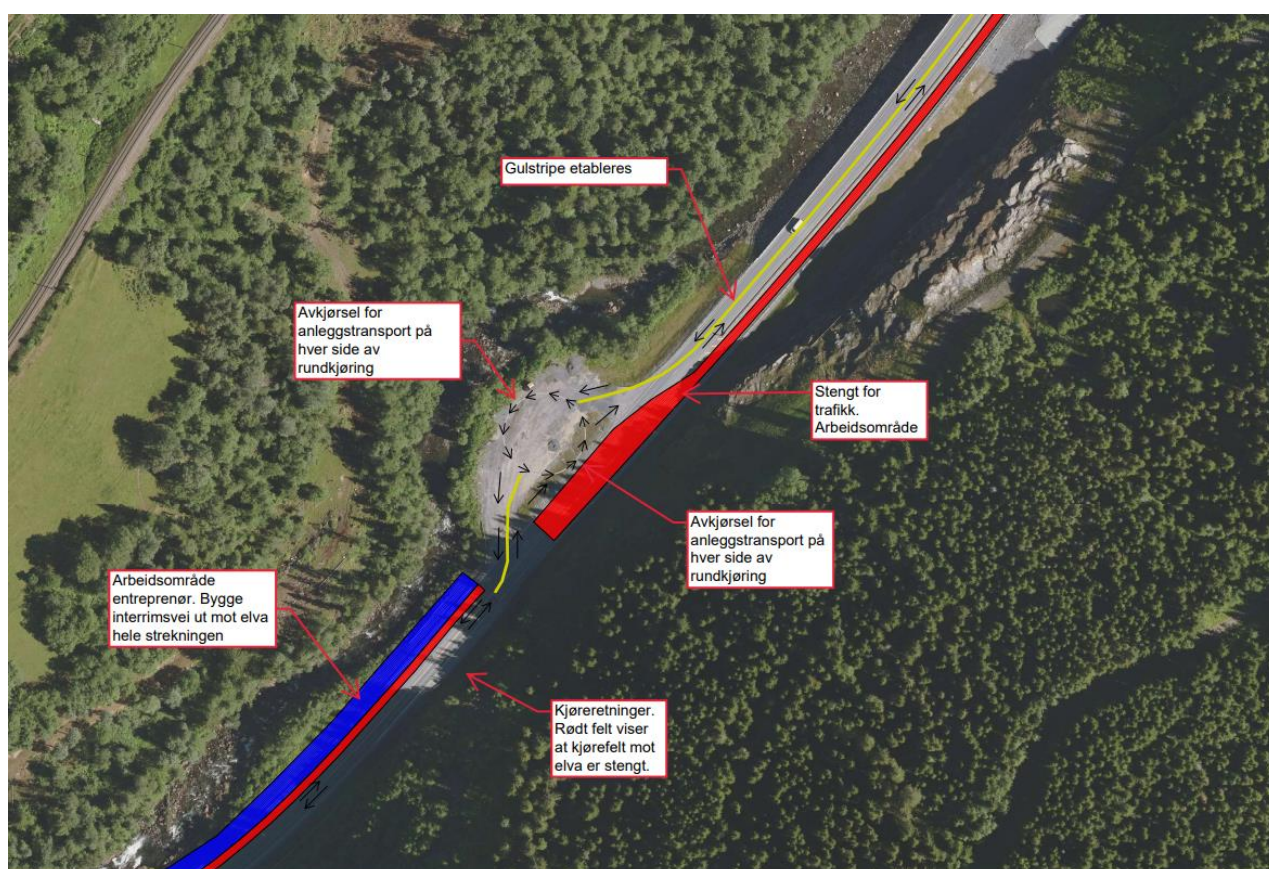 Gulstripe etableres
Avkjørsel for
anleggstransport på
hver side av
rundkjøring
Stengt for
trafikk.
Arbeidsområde
Avkjørsel for
anleggstransport på
hver side av
rundkjøring
Arbeidsområde
entreprenør. Bygge
interrimsvei ut mot elva
hele strekningen
Kjøreretninger.
Rødt felt viser
at kjørefelt mot
elva er stengt.